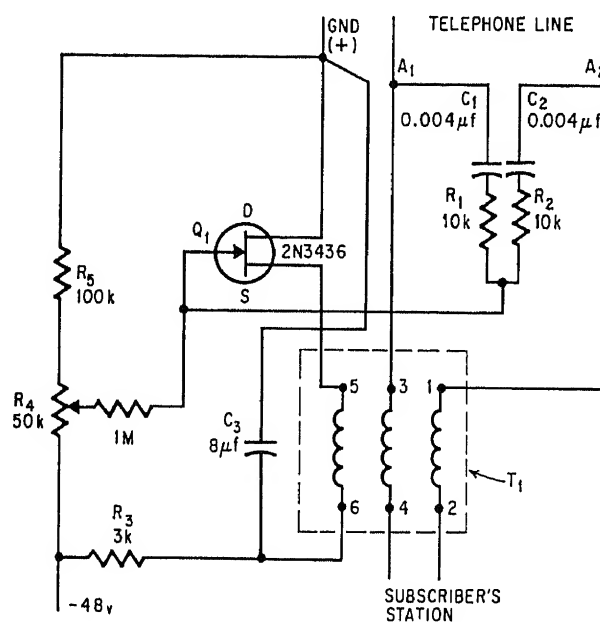 GND
(+)
TELEPHONE LINE
A1
A2
C1
0.004μf
C2
0.004μf
R1
10k
R2
10k
Q1
D
2N3436
S
R5
100k
R4
50k
1M
C3
8μf
5
3
1
T1
6
4
2
R3
3k
-48v
SUBSCRIBER'S
STATION